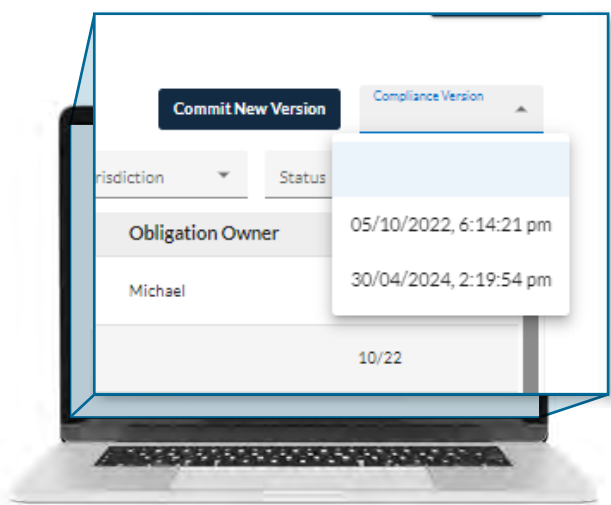 Commit New Version
Compliance Version
risdiction
Status
Obligation Owner
05/10/2022, 6:14:21 pm
Michael
30/04/2024, 2:19:54 pm
10/22